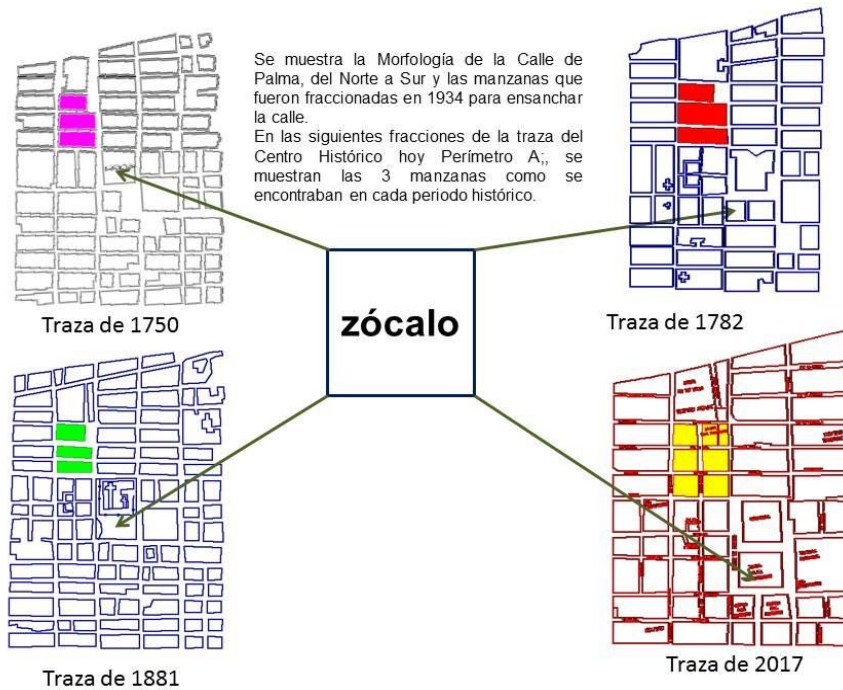 Se muestra la Morfología de la Calle de
Palma, del Norte a Sur y las manzanas que
fueron fraccionadas en 1934 para ensanchar
la calle.
En las siguientes fracciones de la traza del
Centro Histórico hoy Perímetro A;, se
muestran las 3 manzanas como se
encontraban en cada periodo histórico.
Traza de 1750
zócalo
Traza de 1782
Traza de 1881
Traza de 2017